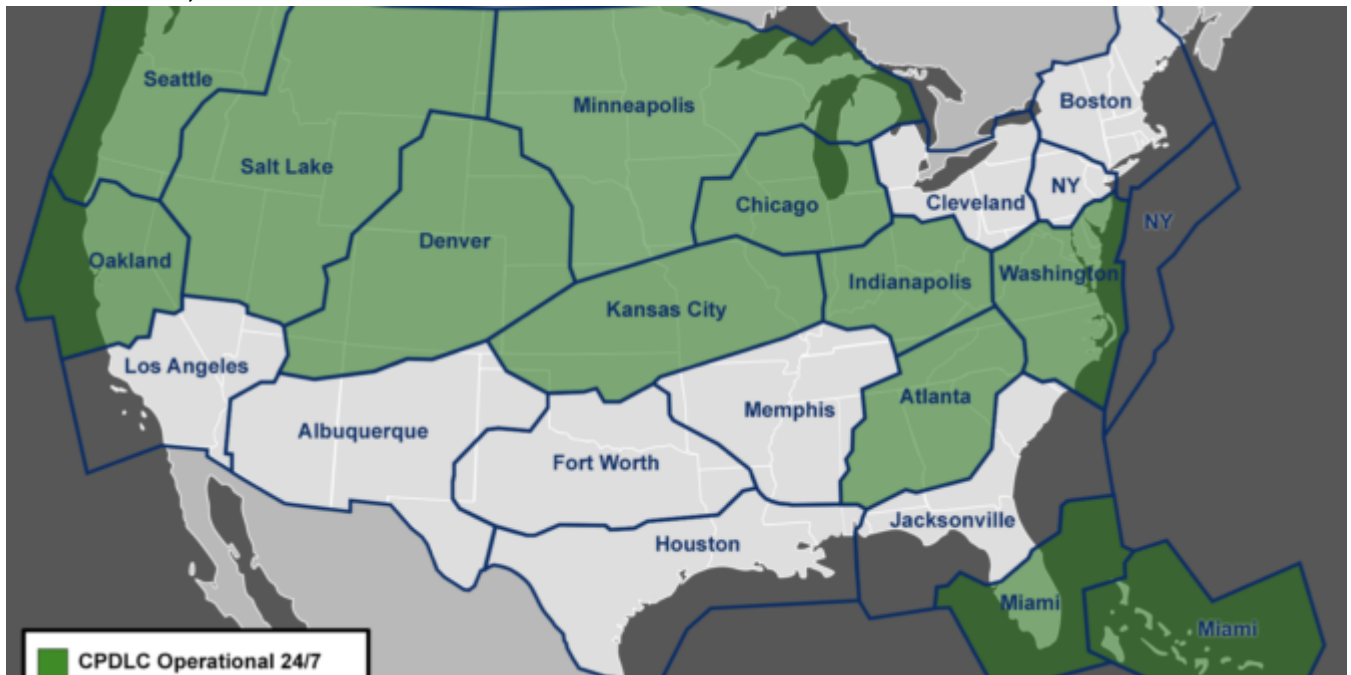 Seattle
Minneapolis
Boston
Salt Lake
NY
Chicago
Cleveland
NY
Denver
Oakland
Indianapolis
Washington
Kansas City
Los Angeles
Atlanta
Memphis
Albuquerque
Fort Worth
Jacksonville
Houston
Miami
Miami
CPDLC Operational 24/7